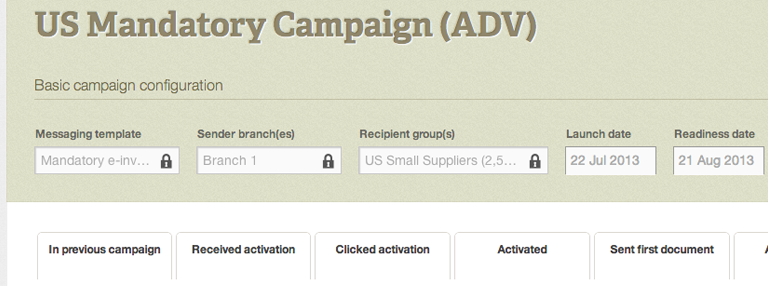 US Mandatory Campaign (ADV)
Basic campaign configuration
Messaging template Sender branch(es) Recipient group(s) Launch date Readiness date
Mandatory e-inv... Branch 1 US Small Suppliers (2,5... 22 Jul 2013 21 Aug 2013
In previous campaign Received activation Clicked activation Activated Sent first document